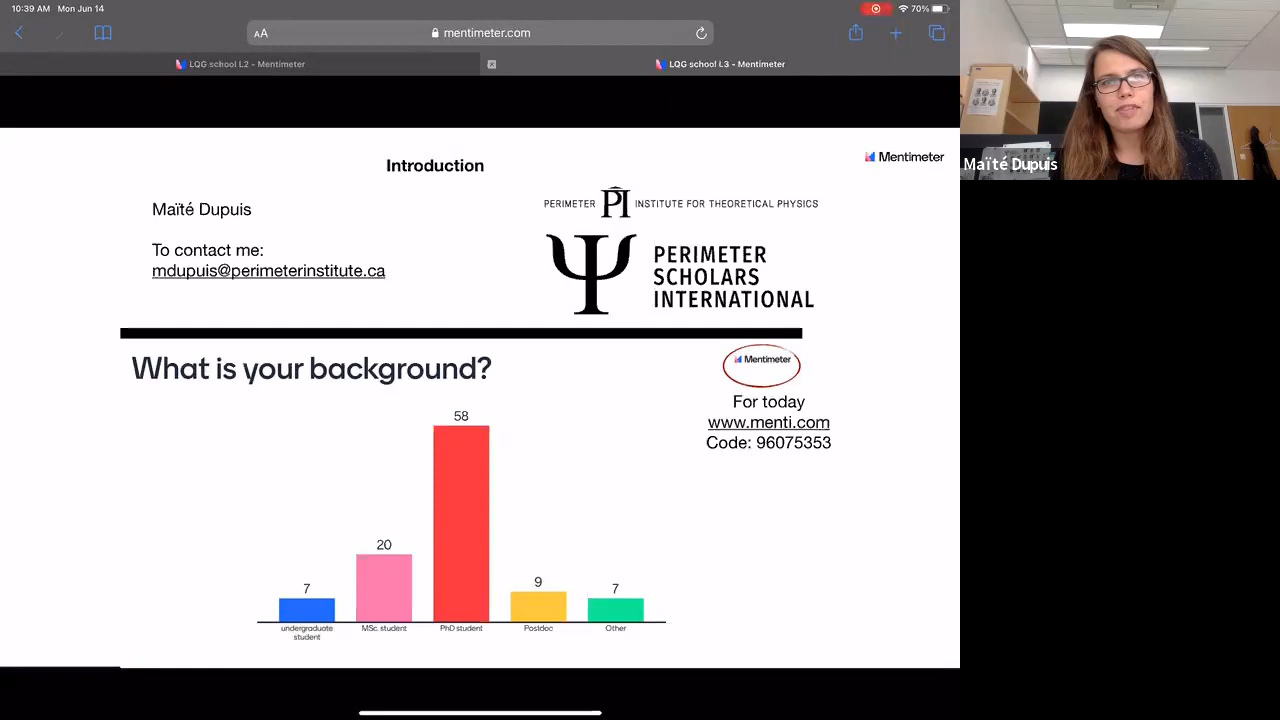 10:39 AM Mon Jun 14
70%
AA
mentimeter.com
LQG school L2 - Mentimeter
LQG school L3 - Mentimeter
Maïté Dupuis
Introduction
Mentimeter
Maïté Dupuis
To contact me:
mdupuis@perimeterinstitute.ca
PERIMETER PI INSTITUTE FOR THEORETICAL PHYSICS
PERIMETER
SCHOLARS
INTERNATIONAL
What is your background?
Mentimeter
For today
www.menti.com
Code: 96075353
58
20
7
9
7
undergraduate
student
MSc. student
PhD student
Postdoc
Other